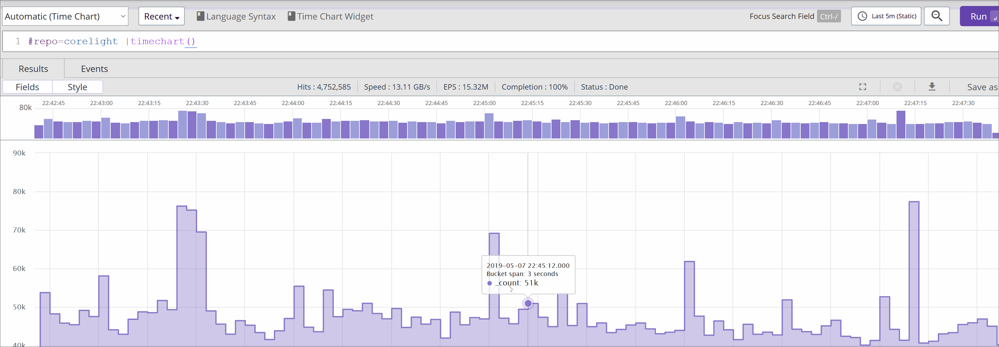 Automatic (Time Chart) Recent Language Syntax Time Chart Widget Focus Search Field Ctrl-/ Last 5m (Static) Run
1 #repo=corelight |timechart()
Results Events
Fields Style Hits : 4,752,585 Speed : 13.11 GB/s EPS : 15.32M Completion : 100% Status : Done Save as
22:42:45 22:43:00 22:43:15 22:43:30 22:43:45 22:44:00 22:44:15 22:44:30 22:44:45 22:45:00 22:45:15 22:45:30 22:45:45 22:46:00 22:46:15 22:46:30 22:46:45 22:47:00 22:47:15 22:47:30
80k
90k
80k
70k
60k
2019-05-07 22:45:12.000
Bucket span: 3 seconds
_count: 51k
50k
40k